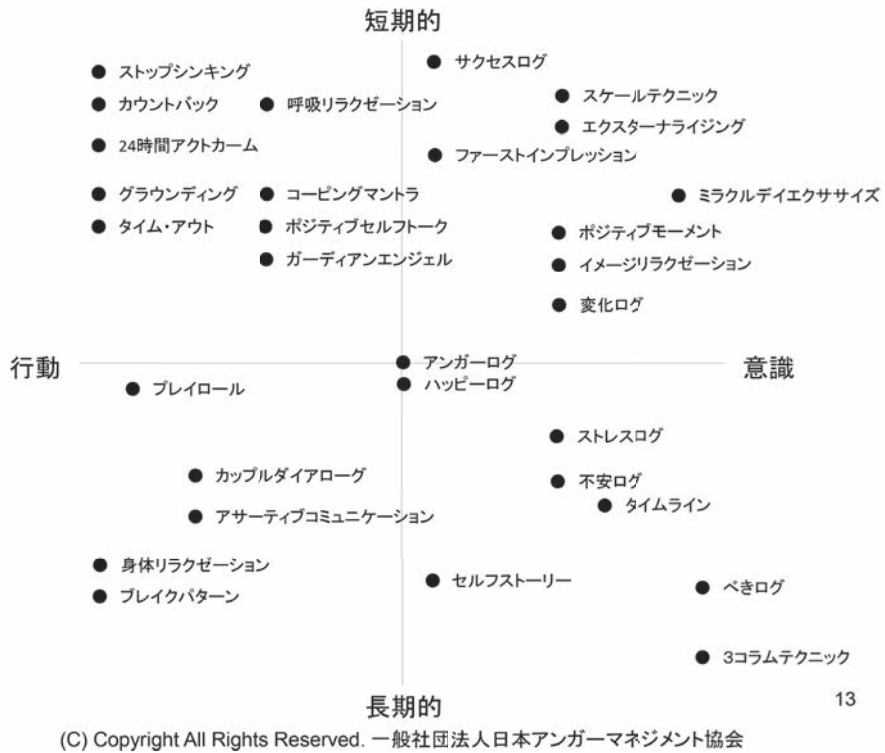 短期的
サクセスログ
ストップシンキング
スケールテクニック
カウントバック
呼吸リラクゼーション
エクスターナライジング
24時間アクトカーム
ファーストインプレッション
グラウンディング
コーピングマントラ
ミラクルデイエクササイズ
タイム・アウト
ポジティブセルフトーク
ポジティブモーメント
ガーディアンエンジェル
イメージリラクゼーション
変化ログ
行動
アンガーログ
意識
プレイロール
ハッピーログ
ストレスログ
カップルダイアローグ
不安ログ
タイムライン
アサーティブコミュニケーション
身体リラクゼーション
セルフストーリー
べきログ
ブレイクパターン
3コラムテクニック
長期的
13
(C) Copyright All Rights Reserved. 一般社団法人日本アンガーマネジメント協会